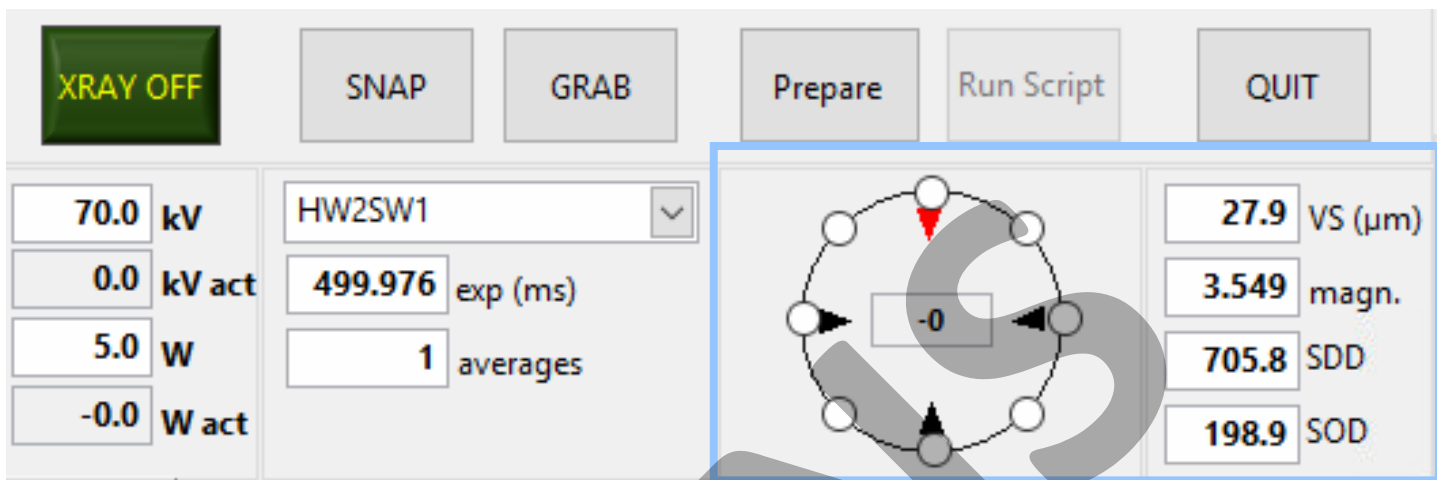 XRAY OFF SNAP GRAB Prepare Run Script QUIT
70.0 kV
0.0 kV act
5.0 W
-0.0 W act
HW2SW1
499.976 exp (ms)
1 averages
-0
27.9 VS (µm)
3.549 magn.
705.8 SDD
198.9 SOD